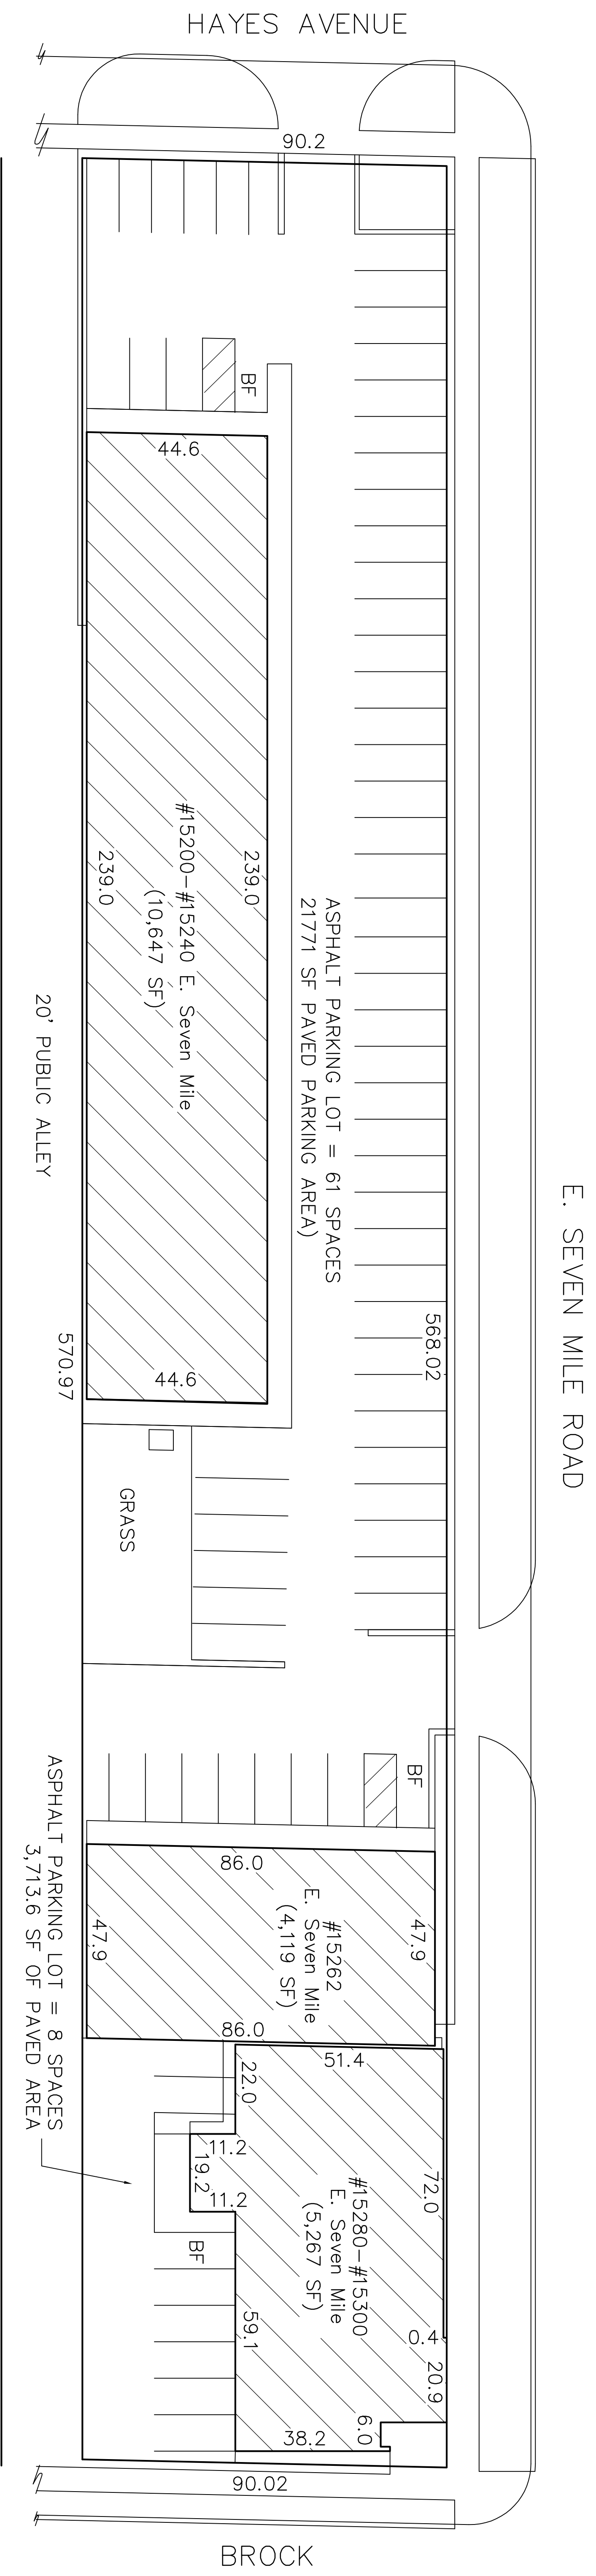 HAYES AVENUE
90.2
BF
44.6
239.0
239.0
#15200-#15240 E. Seven Mile
(10,647 SF)
ASPHALT PARKING LOT = 61 SPACES
21771 SF PAVED PARKING AREA)
20' PUBLIC ALLEY
E. SEVEN MILE ROAD
568.02
570.97
44.6
GRASS
BF
ASPHALT PARKING LOT = 8 SPACES
3,713.6 SF OF PAVED AREA
86.0
47.9
47.9
#15262
E. Seven Mile
(4,119 SF)
86.0
51.4
22.0
11.2
19.2
11.2
72.0
#15280-#15300
E. Seven Mile
(5,267 SF)
BF
59.1
0.4
20.9
6.0
38.2
90.02
BROCK